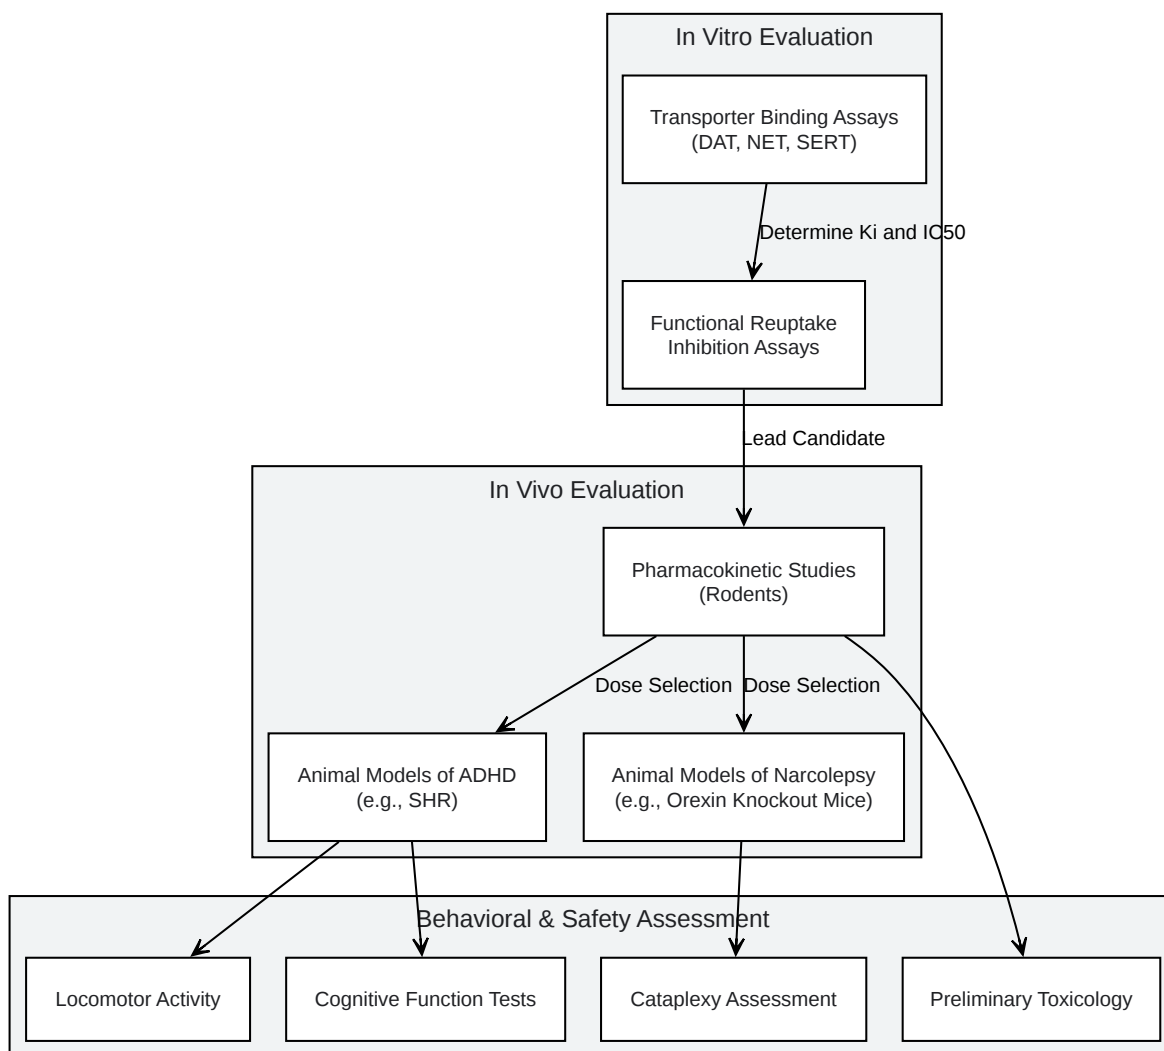 In Vitro Evaluation
Transporter Binding Assays
(DAT, NET, SERT)
Determine Ki and IC50
Functional Reuptake
Inhibition Assays
Lead Candidate
In Vivo Evaluation
Pharmacokinetic Studies
(Rodents)
Dose Selection
Dose Selection
Animal Models of ADHD
(e.g., SHR)
Animal Models of Narcolepsy
(e.g., Orexin Knockout Mice)
Behavioral & Safety Assessment
Locomotor Activity
Cognitive Function Tests
Cataplexy Assessment
Preliminary Toxicology